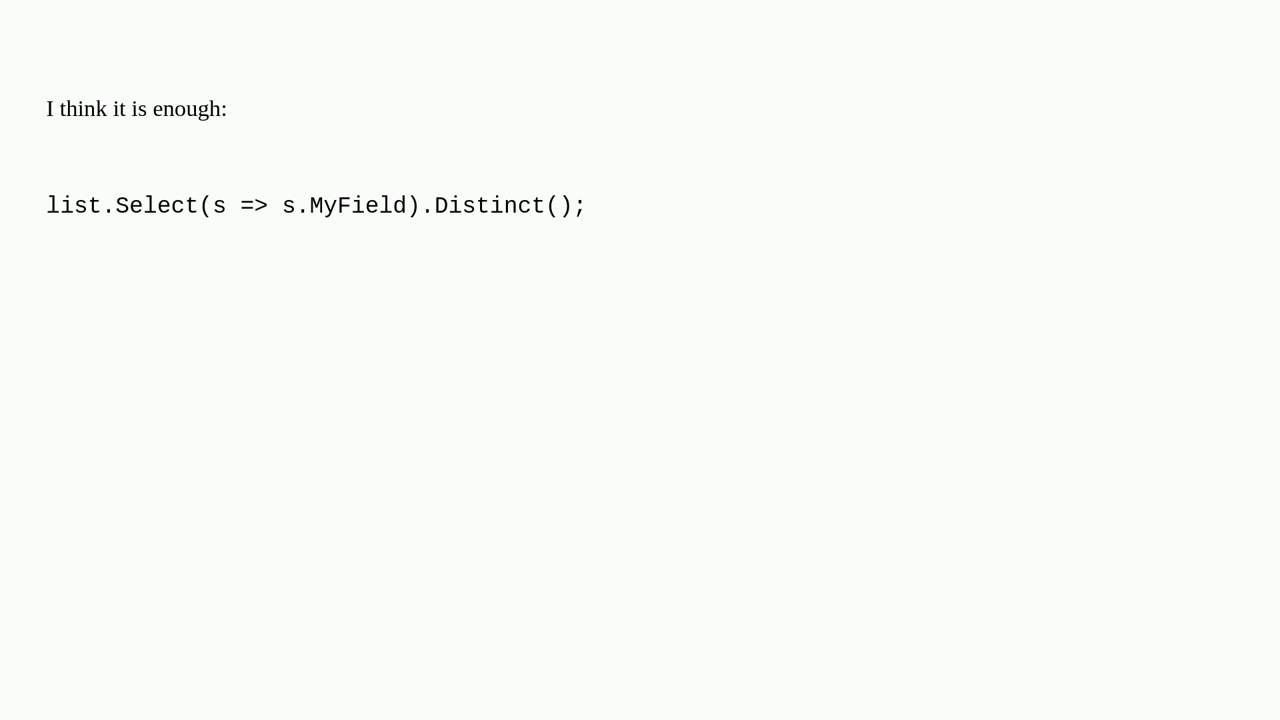 I think it is enough:
list.Select(s => s.MyField).Distinct();